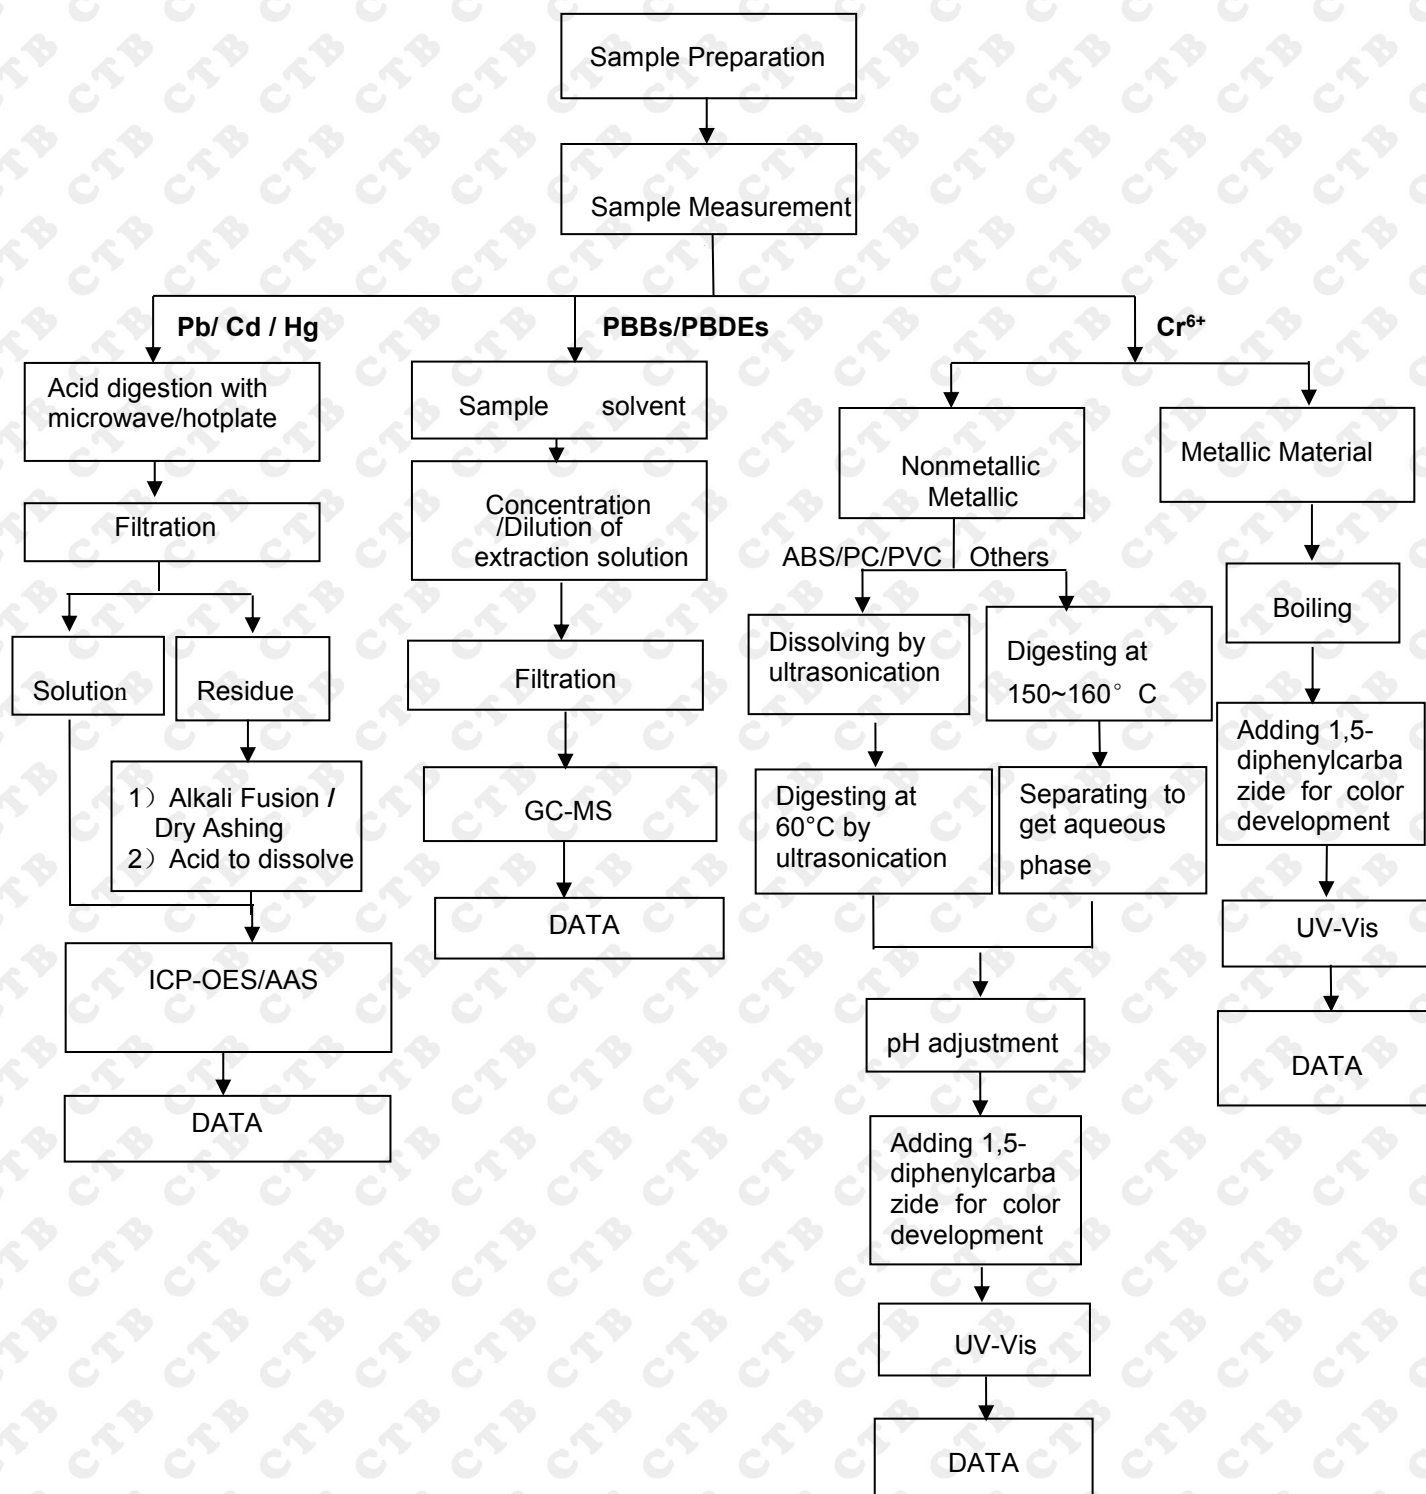 Sample Preparation
Sample Measurement
Pb/ Cd / Hg
Acid digestion with
microwave/hotplate
Filtration
Solution
Residue
1）Alkali Fusion /
Dry Ashing
2）Acid to dissolve
ICP-OES/AAS
DATA
PBBs/PBDEs
Sample solvent
Concentration
/Dilution of
extraction solution
Filtration
GC-MS
DATA
Cr⁶⁺
Nonmetallic
Metallic
ABS/PC/PVC
Others
Dissolving by
ultrasonication
Digesting at
60°C by
ultrasonication
Digesting at
150~160° C
Separating to
get aqueous
phase
pH adjustment
Adding 1,5-
diphenylcarba
zide for color
development
UV-Vis
DATA
Metallic Material
Boiling
Adding 1,5-
diphenylcarba
zide for color
development
UV-Vis
DATA
CTB